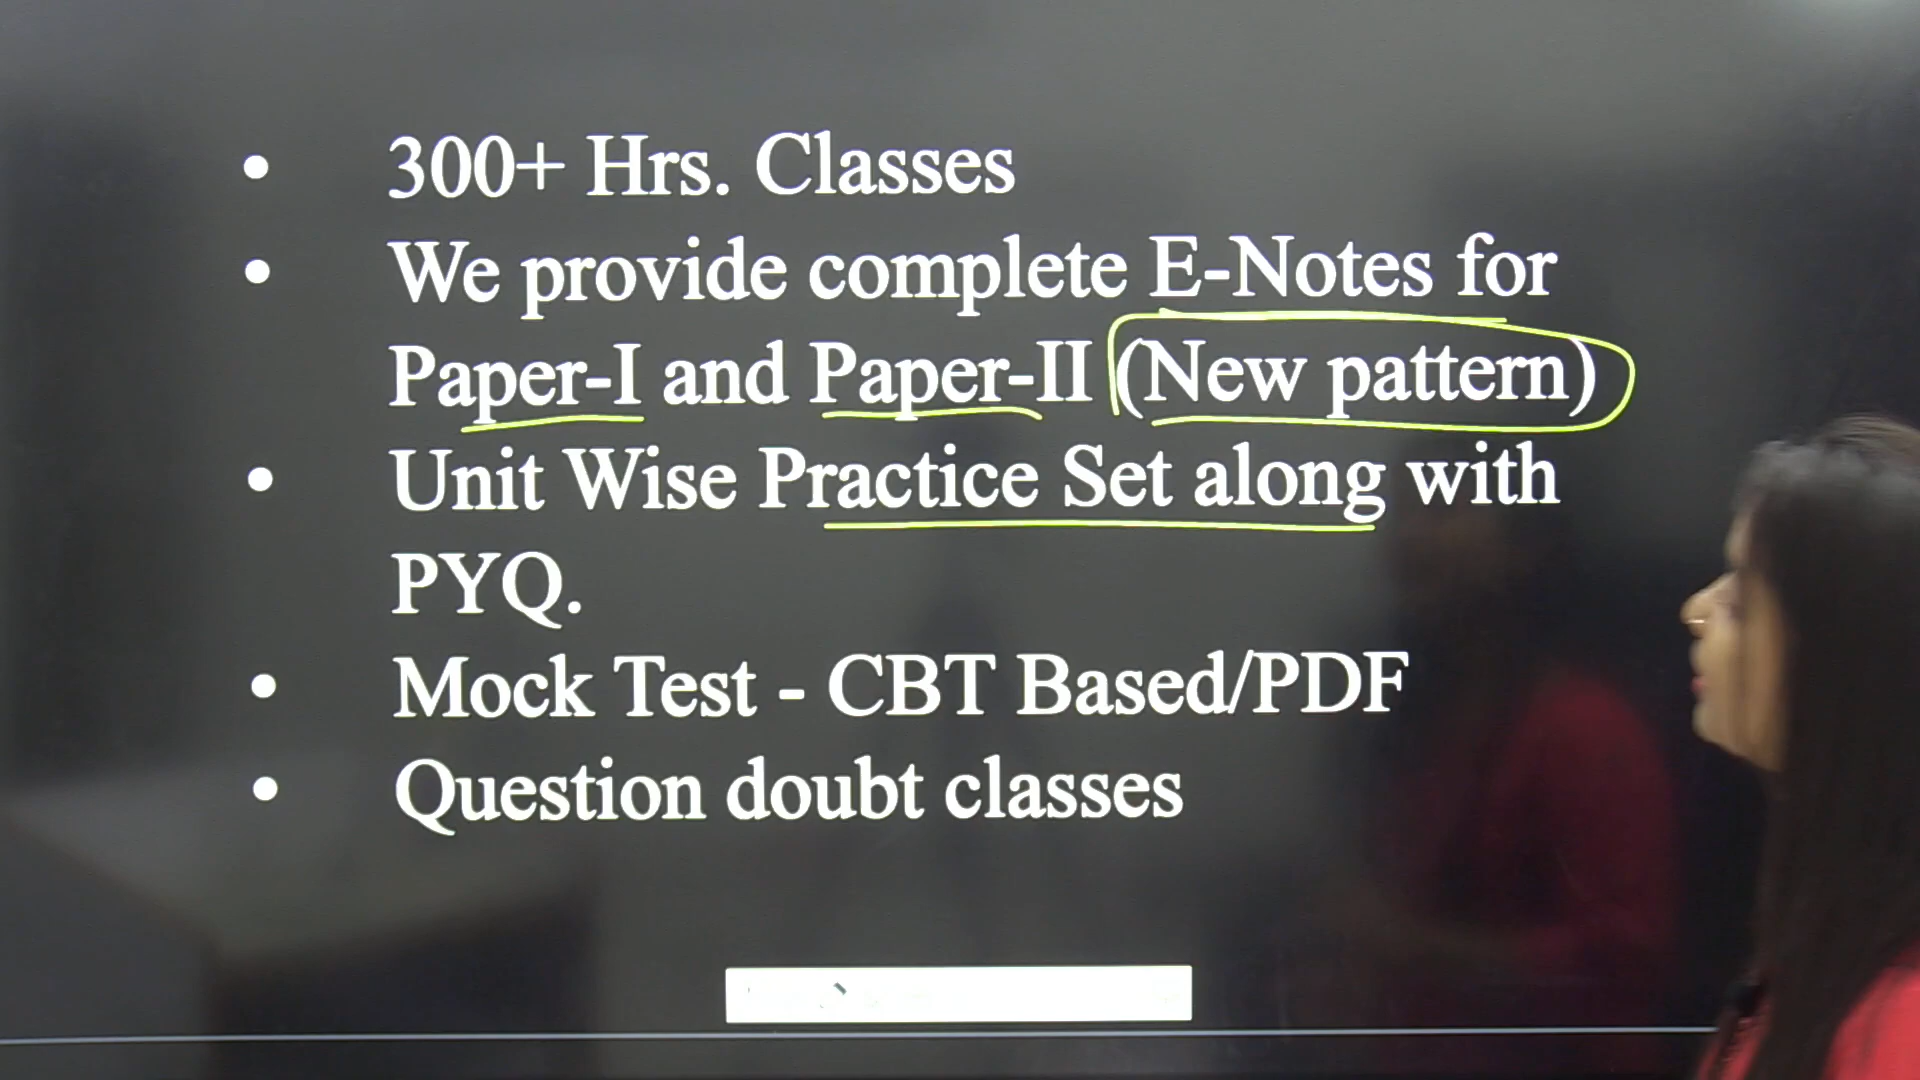 • 300+ Hrs. Classes
• We provide complete E-Notes for
Paper-I and Paper-II (New pattern)
• Unit Wise Practice Set along with
PYQ.
• Mock Test - CBT Based/PDF
• Question doubt classes